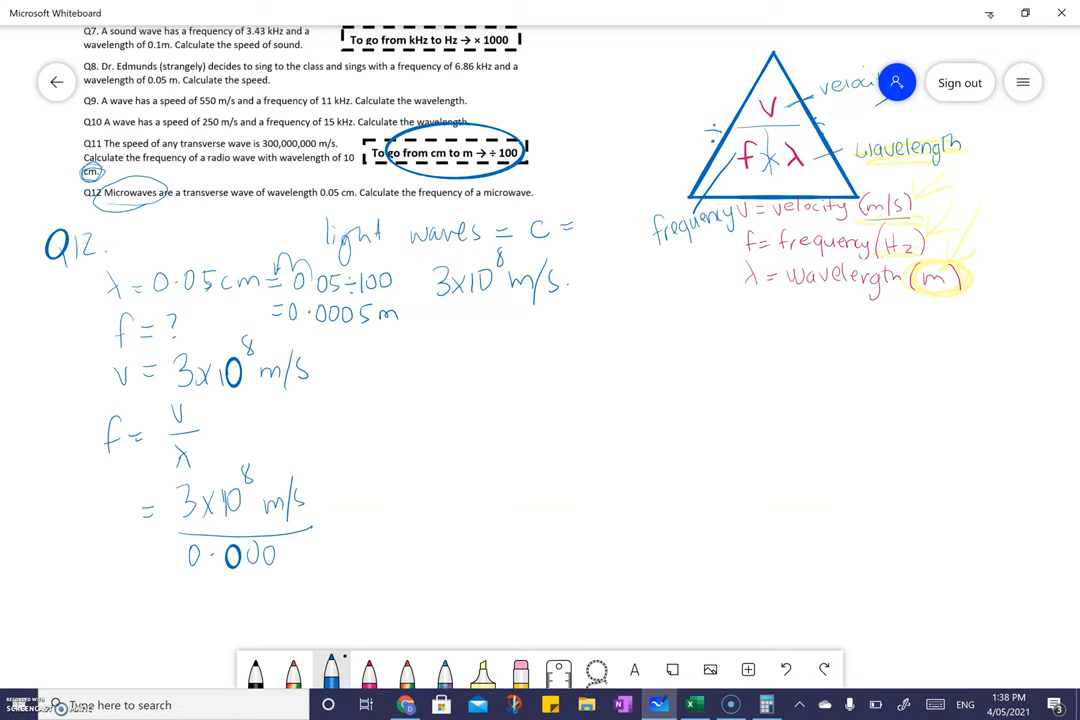 Microsoft Whiteboard
Q7. A sound wave has a frequency of 3.43 kHz and a
wavelength of 0.1m. Calculate the speed of sound.
To go from kHz to Hz → × 1000
Q8. Dr. Edmunds (strangely) decides to sing to the class and sings with a frequency of 6.86 kHz and a
wavelength of 0.05 m. Calculate the speed.
Q9. A wave has a speed of 550 m/s and a frequency of 11 kHz. Calculate the wavelength.
Q10 A wave has a speed of 250 m/s and a frequency of 15 kHz. Calculate the wavelength.
Q11 The speed of any transverse wave is 300,000,000 m/s.
Calculate the frequency of a radio wave with wavelength of 10
cm.
To go from cm to m → ÷ 100
Q12 Microwaves are a transverse wave of wavelength 0.05 cm. Calculate the frequency of a microwave.
Sign out
v
velocity
÷ ÷
f × λ
wavelength
frequency
v = velocity (m/s)
f = frequency (Hz)
λ = wavelength (m)
Q12.
light waves = c =
3×10⁸ m/s.
λ = 0.05cm = 0.05÷100
= 0.0005m
f = ?
v = 3×10⁸ m/s
f = v
λ
= 3×10⁸ m/s
0.000
Type here to search
ENG
1:38 PM
4/05/2021
3
RECORDED WITH
SCREENCASTOMATIC